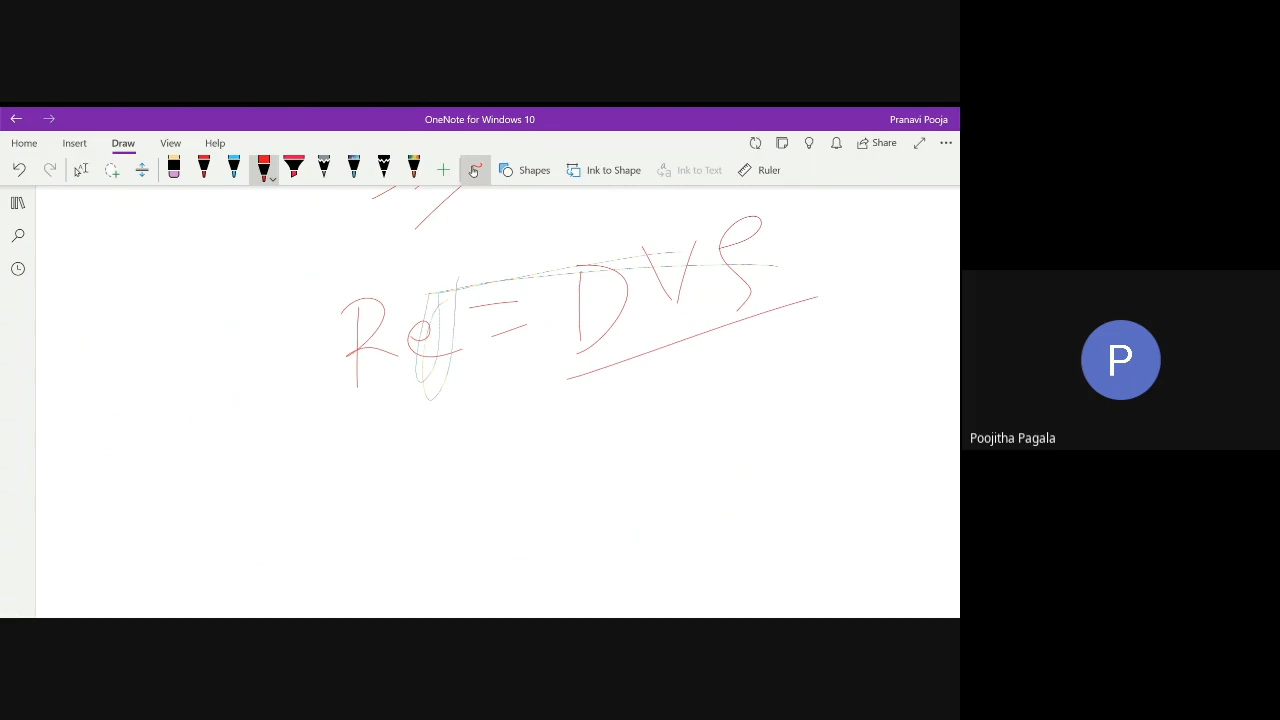 OneNote for Windows 10
Pranavi Pooja
Home Insert Draw View Help
Share
Shapes Ink to Shape Ink to Text Ruler
Re = DVS
P
Poojitha Pagala